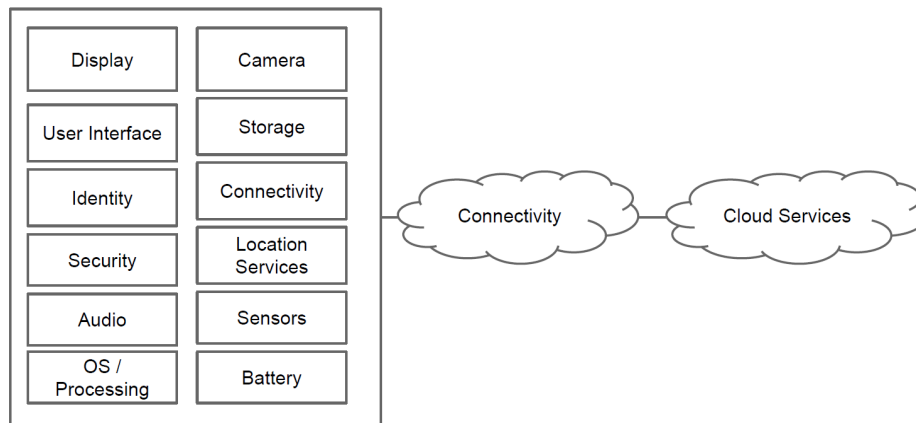 Display
Camera
User Interface
Storage
Identity
Connectivity
Security
Location
Services
Audio
Sensors
OS /
Processing
Battery
Connectivity
Cloud Services